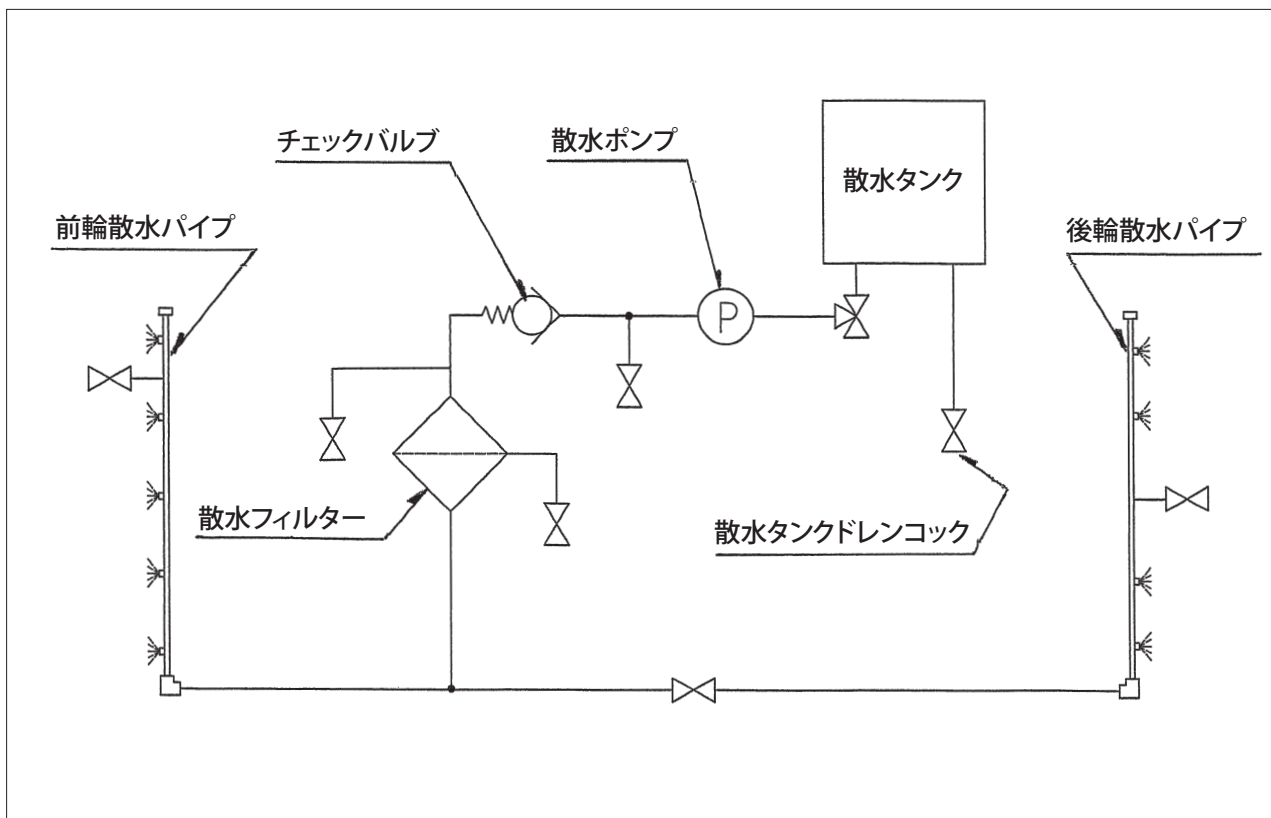 チェックバルブ
散水ポンプ
散水タンク
前輪散水パイプ
後輪散水パイプ
P
散水フィルター
散水タンクドレンコック